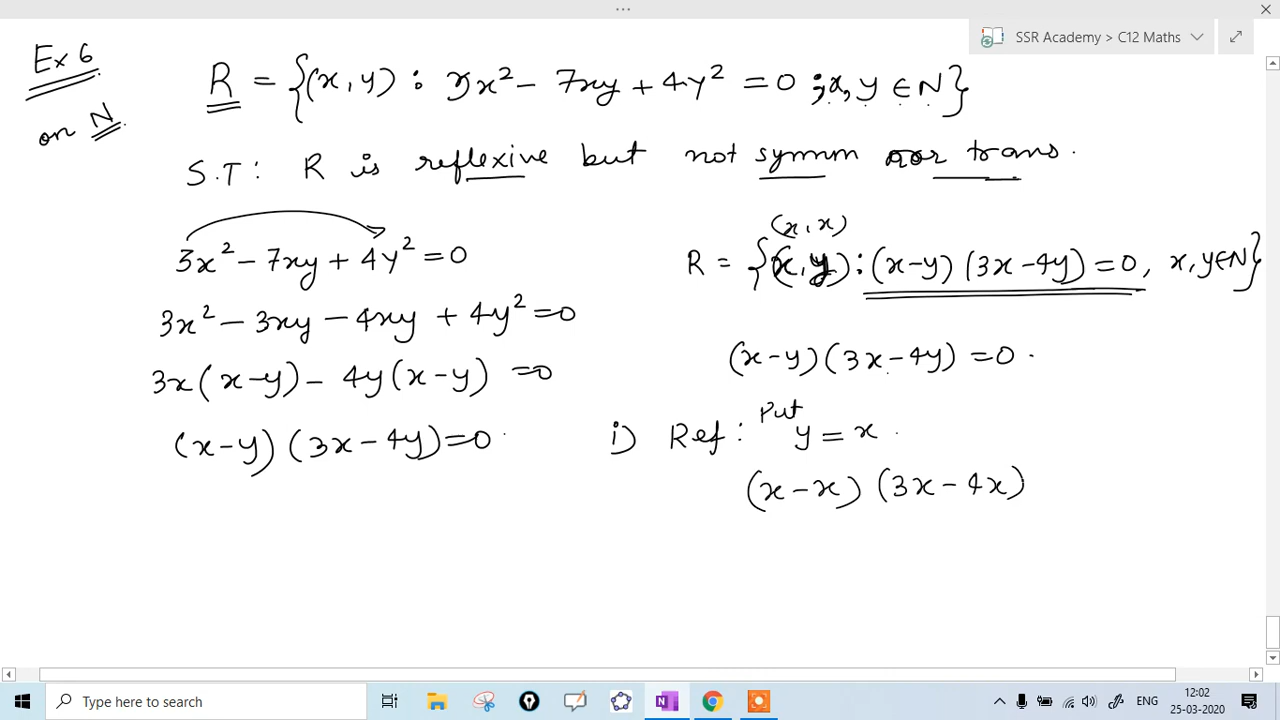 SSR Academy > C12 Maths
Ex 6
on N.
R = {(x, y) : 3x² - 7xy + 4y² = 0 ; x, y ∈ N}
S.T : R is reflexive but not symm nor trans.
3x² - 7xy + 4y² = 0
3x² - 3xy - 4xy + 4y² = 0
3x(x-y) - 4y(x-y) = 0
(x-y) (3x-4y) = 0
(x, x)
R = {(x, y) : (x-y) (3x-4y) = 0, x, y ∈ N}
(x-y) (3x-4y) = 0.
i) Ref : Put y = x.
(x-x) (3x-4x)
Type here to search
ENG
12:02
25-03-2020